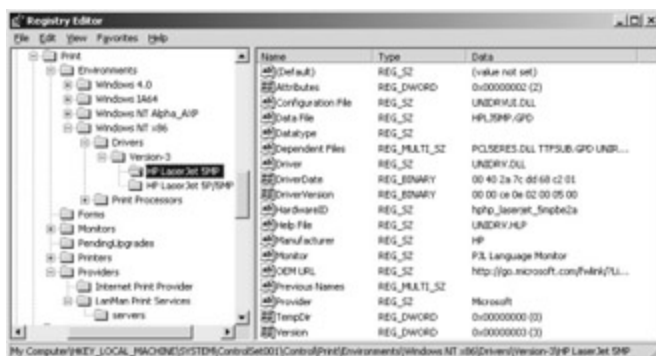 Registry Editor
File Edit View Favorites Help
Print
Environments
Windows 4.0
Windows IA64
Windows NT Alpha_AXP
Windows NT x86
Drivers
Version-3
HP LaserJet 5MP
HP LaserJet 5P/5MP
Print Processors
Forms
Monitors
PendingUpgrades
Printers
Providers
Internet Print Provider
LanMan Print Services
servers
Name Type Data
(Default) REG_SZ (value not set)
Attributes REG_DWORD 0x00000002 (2)
Configuration File REG_SZ UNIDRVUI.DLL
Data File REG_SZ HPLJ5MP.GPD
Datatype REG_SZ
Dependent Files REG_MULTI_SZ PCL5ERES.DLL TTFSUB.GPD UNIR...
Driver REG_SZ UNIDRV.DLL
DriverDate REG_BINARY 00 40 2a 7c dd 68 c2 01
DriverVersion REG_BINARY 00 00 ce 0e 02 00 05 00
HardwareID REG_SZ hphp_laserjet_5mpbe2a
Help File REG_SZ UNIDRV.HLP
Manufacturer REG_SZ HP
Monitor REG_SZ PJL Language Monitor
OEM URL REG_SZ http://go.microsoft.com/fwlink/?Li...
Previous Names REG_MULTI_SZ
Provider REG_SZ Microsoft
TempDir REG_DWORD 0x00000000 (0)
Version REG_DWORD 0x00000003 (3)
My Computer\HKEY_LOCAL_MACHINE\SYSTEM\ControlSet001\Control\Print\Environments\Windows NT x86\Drivers\Version-3\HP LaserJet 5MP